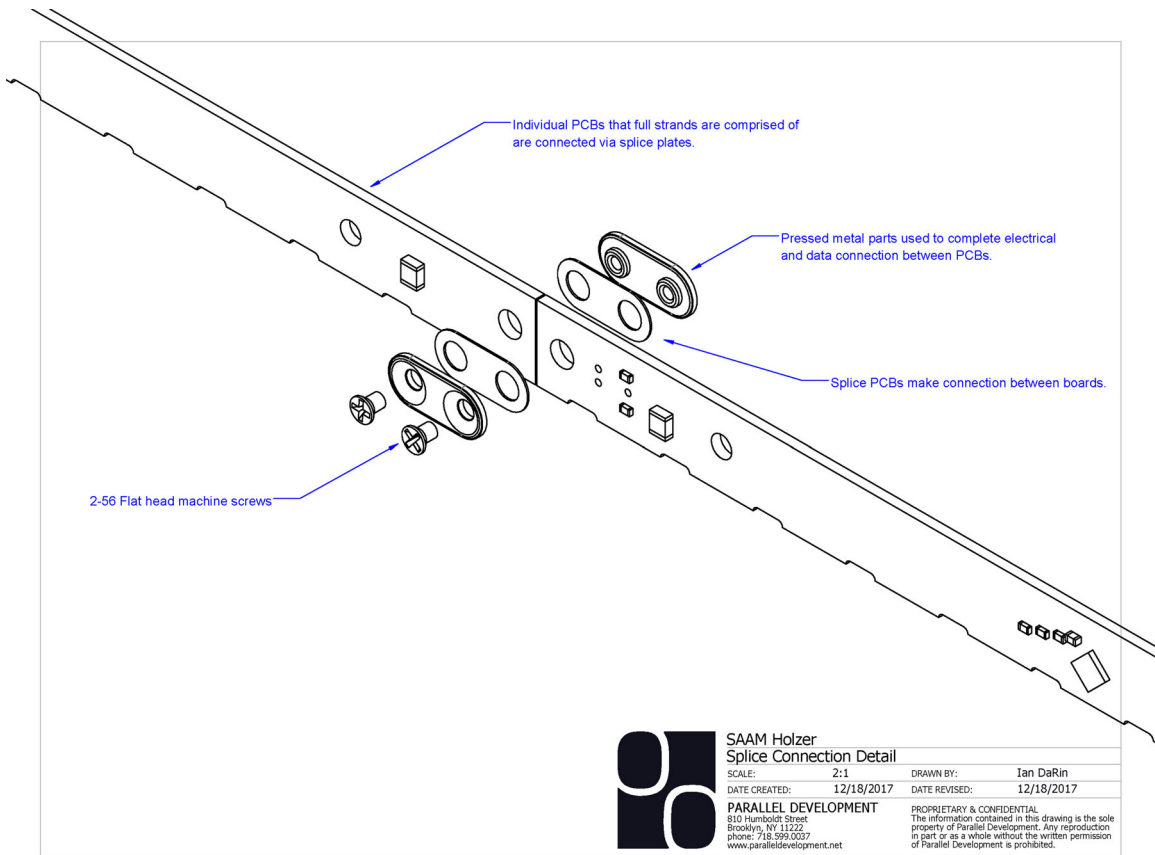 Individual PCBs that full strands are comprised of
are connected via splice plates.
Pressed metal parts used to complete electrical
and data connection between PCBs.
Splice PCBs make connection between boards.
2-56 Flat head machine screws
SAAM Holzer
Splice Connection Detail
SCALE: 2:1 DRAWN BY: Ian DaRin
DATE CREATED: 12/18/2017 DATE REVISED: 12/18/2017
PARALLEL DEVELOPMENT
810 Humboldt Street
Brooklyn, NY 11222
phone: 718.599.0037
www.paralleldevelopment.net
PROPRIETARY & CONFIDENTIAL
The information contained in this drawing is the sole
property of Parallel Development. Any reproduction
in part or as a whole without the written permission
of Parallel Development is prohibited.